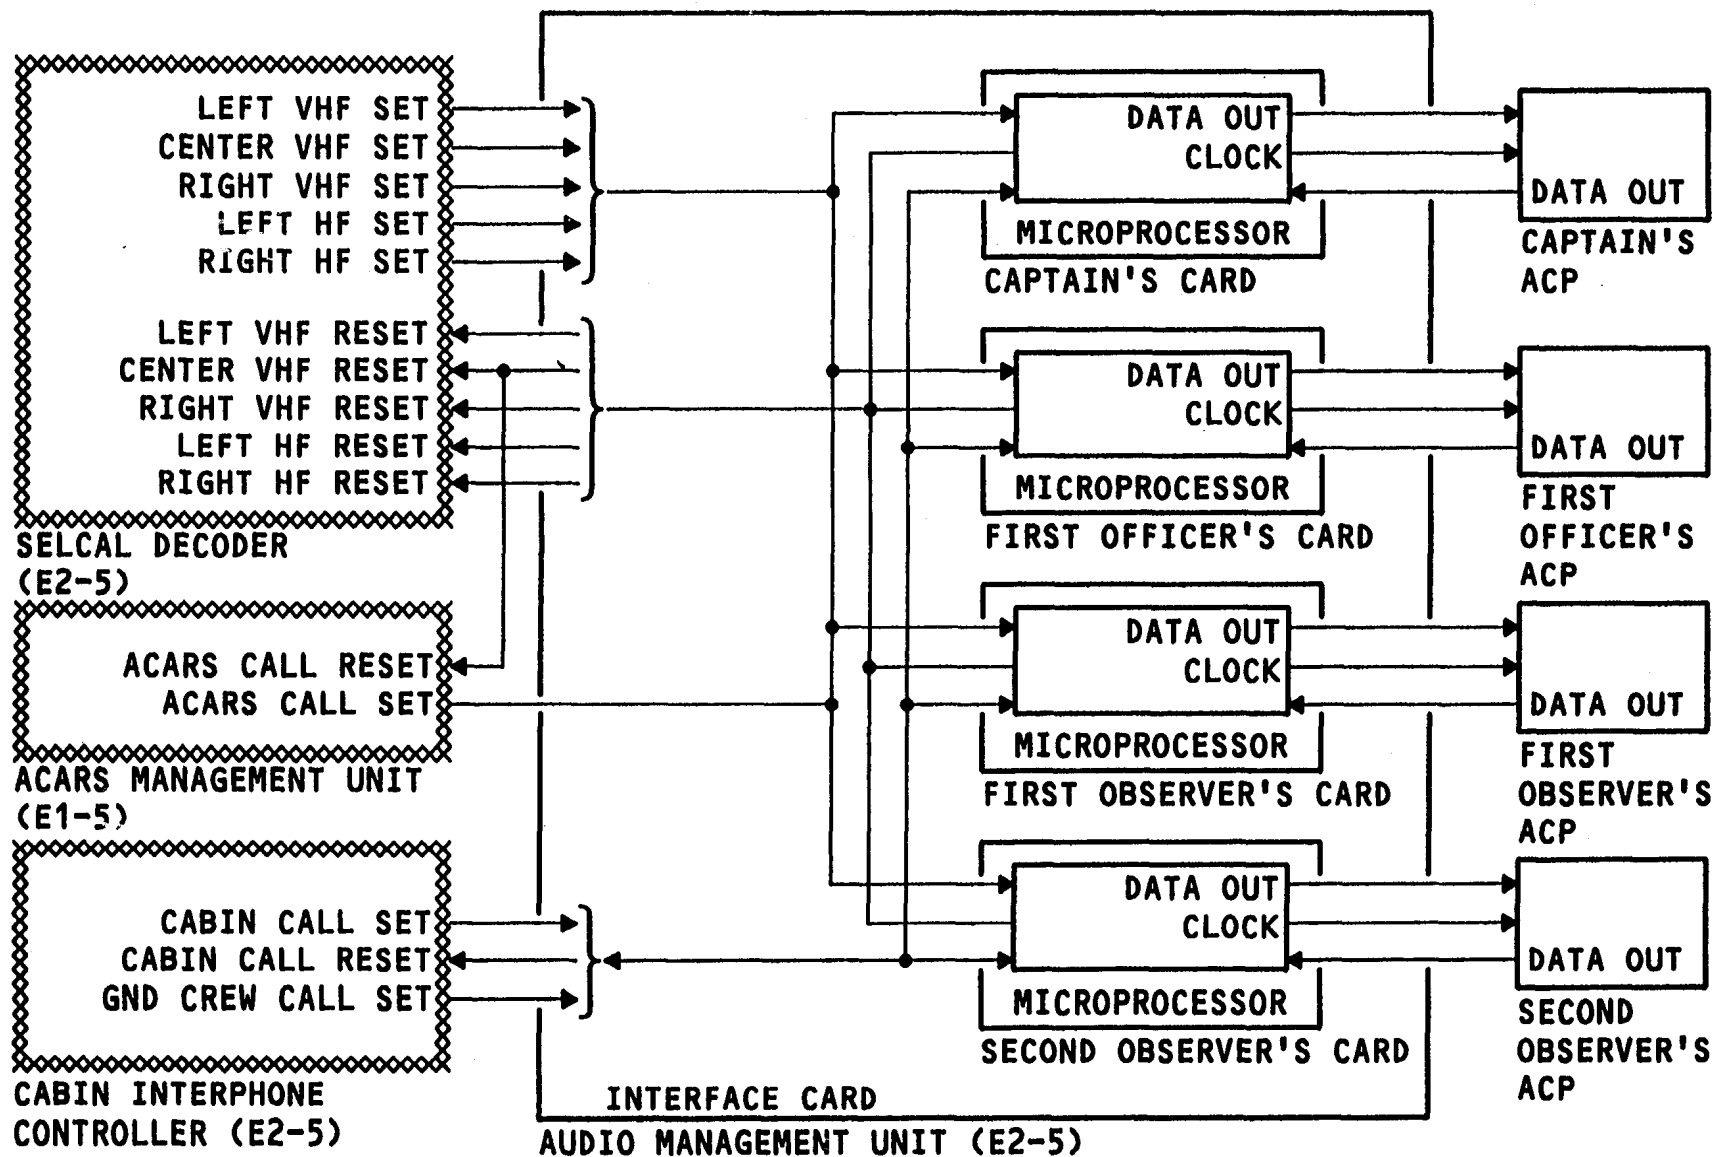 LEFT VHF SET
CENTER VHF SET
RIGHT VHF SET
LEFT HF SET
RIGHT HF SET
LEFT VHF RESET
CENTER VHF RESET
RIGHT VHF RESET
LEFT HF RESET
RIGHT HF RESET
SELCAL DECODER
(E2-5)
ACARS CALL RESET
ACARS CALL SET
ACARS MANAGEMENT UNIT
(E1-5)
CABIN CALL SET
CABIN CALL RESET
GND CREW CALL SET
CABIN INTERPHONE
CONTROLLER (E2-5)
DATA OUT
CLOCK
MICROPROCESSOR
CAPTAIN'S CARD
DATA OUT
CLOCK
MICROPROCESSOR
FIRST OFFICER'S CARD
DATA OUT
CLOCK
MICROPROCESSOR
FIRST OBSERVER'S CARD
DATA OUT
CLOCK
MICROPROCESSOR
SECOND OBSERVER'S CARD
INTERFACE CARD
AUDIO MANAGEMENT UNIT (E2-5)
DATA OUT
CAPTAIN'S
ACP
DATA OUT
FIRST
OFFICER'S
ACP
DATA OUT
FIRST
OBSERVER'S
ACP
DATA OUT
SECOND
OBSERVER'S
ACP